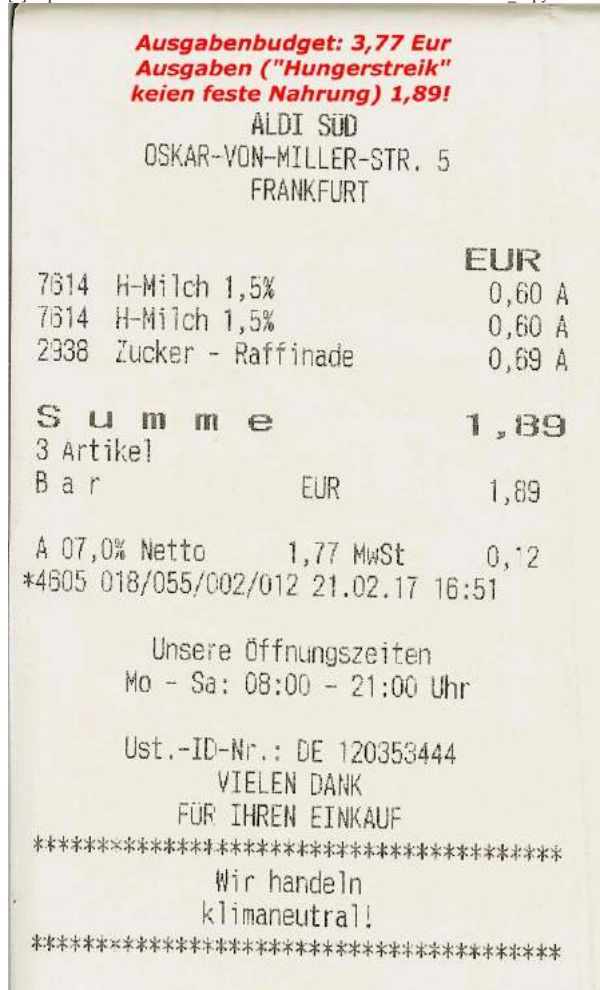 Ausgabenbudget: 3,77 Eur
Ausgaben ("Hungerstreik"
keien feste Nahrung) 1,89!
ALDI SÜD
OSKAR-VON-MILLER-STR. 5
FRANKFURT
EUR
7614 H-Milch 1,5% 0,60 A
7614 H-Milch 1,5% 0,60 A
2938 Zucker - Raffinade 0,69 A
Summe 1,89
3 Artikel
Bar EUR 1,89
A 07,0% Netto 1,77 MwSt 0,12
*4605 018/055/002/012 21.02.17 16:51
Unsere Öffnungszeiten
Mo - Sa: 08:00 - 21:00 Uhr
Ust.-ID-Nr.: DE 120353444
VIELEN DANK
FÜR IHREN EINKAUF
******************************************
Wir handeln
klimaneutral!
******************************************